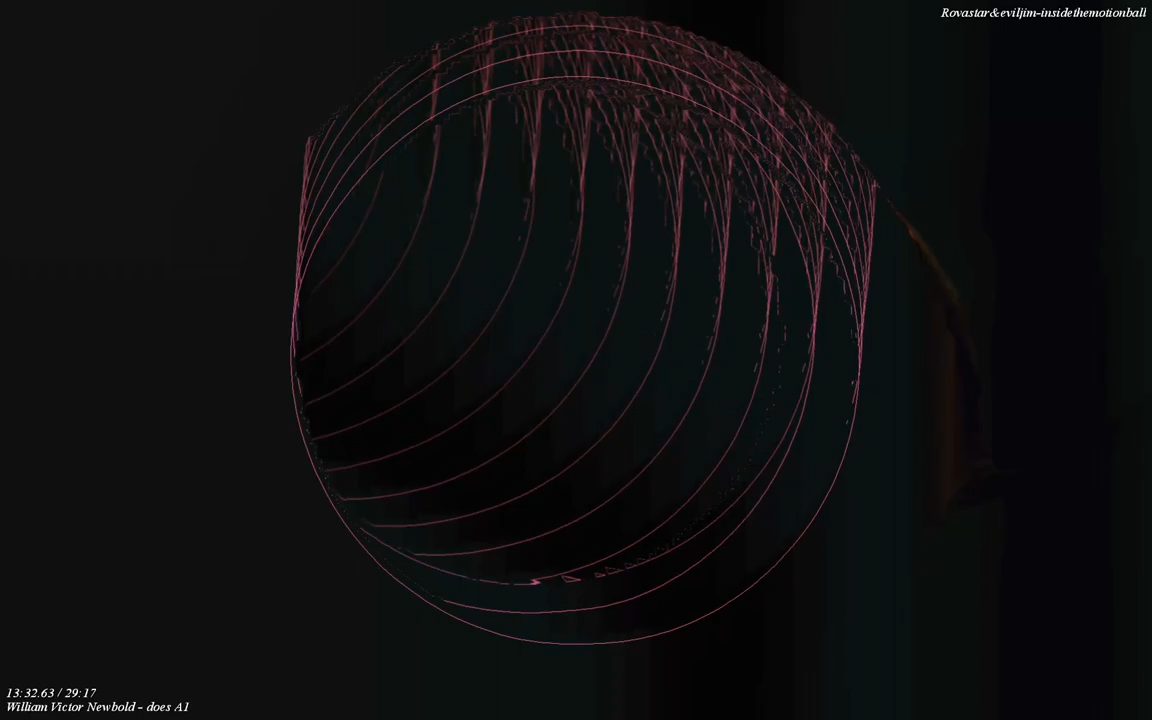 Rovastar&eviljim-insidethemotionball
13:32.63 / 29:17
William Victor Newbold - does A1